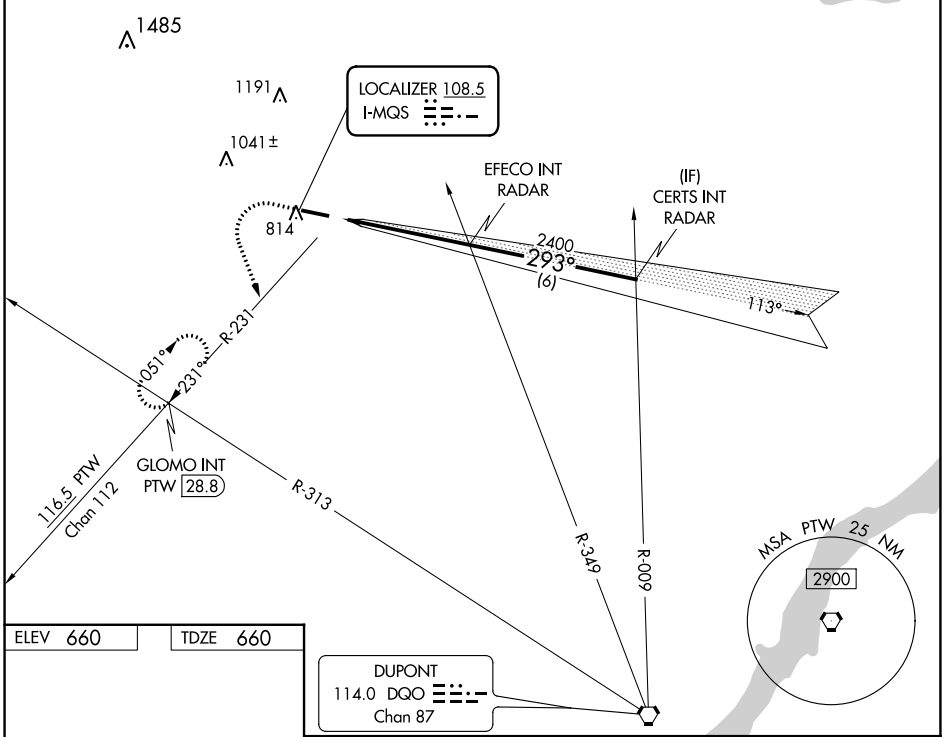 1485
1191
1041±
814
LOCALIZER 108.5
I-MQS
EFECO INT
RADAR
(IF)
CERTS INT
RADAR
2400
293°
(6)
113°
R-231
051°
231°
GLOMO INT
PTW 28.8
116.5 PTW
Chan 112
R-313
R-349
R-009
MSA PTW 25 NM
2900
ELEV 660
TDZE 660
DUPONT
114.0 DQO
Chan 87